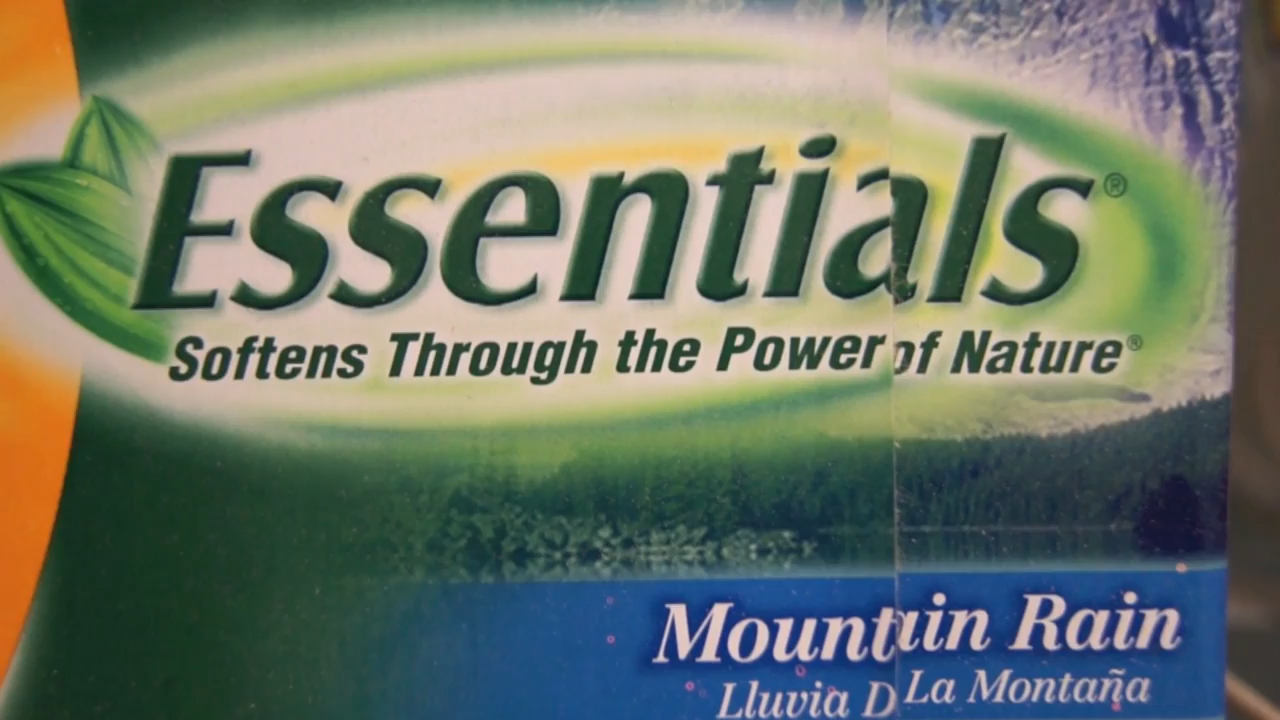 Essentials®
Softens Through the Power of Nature®
Mountain Rain
Lluvia D La Montaña